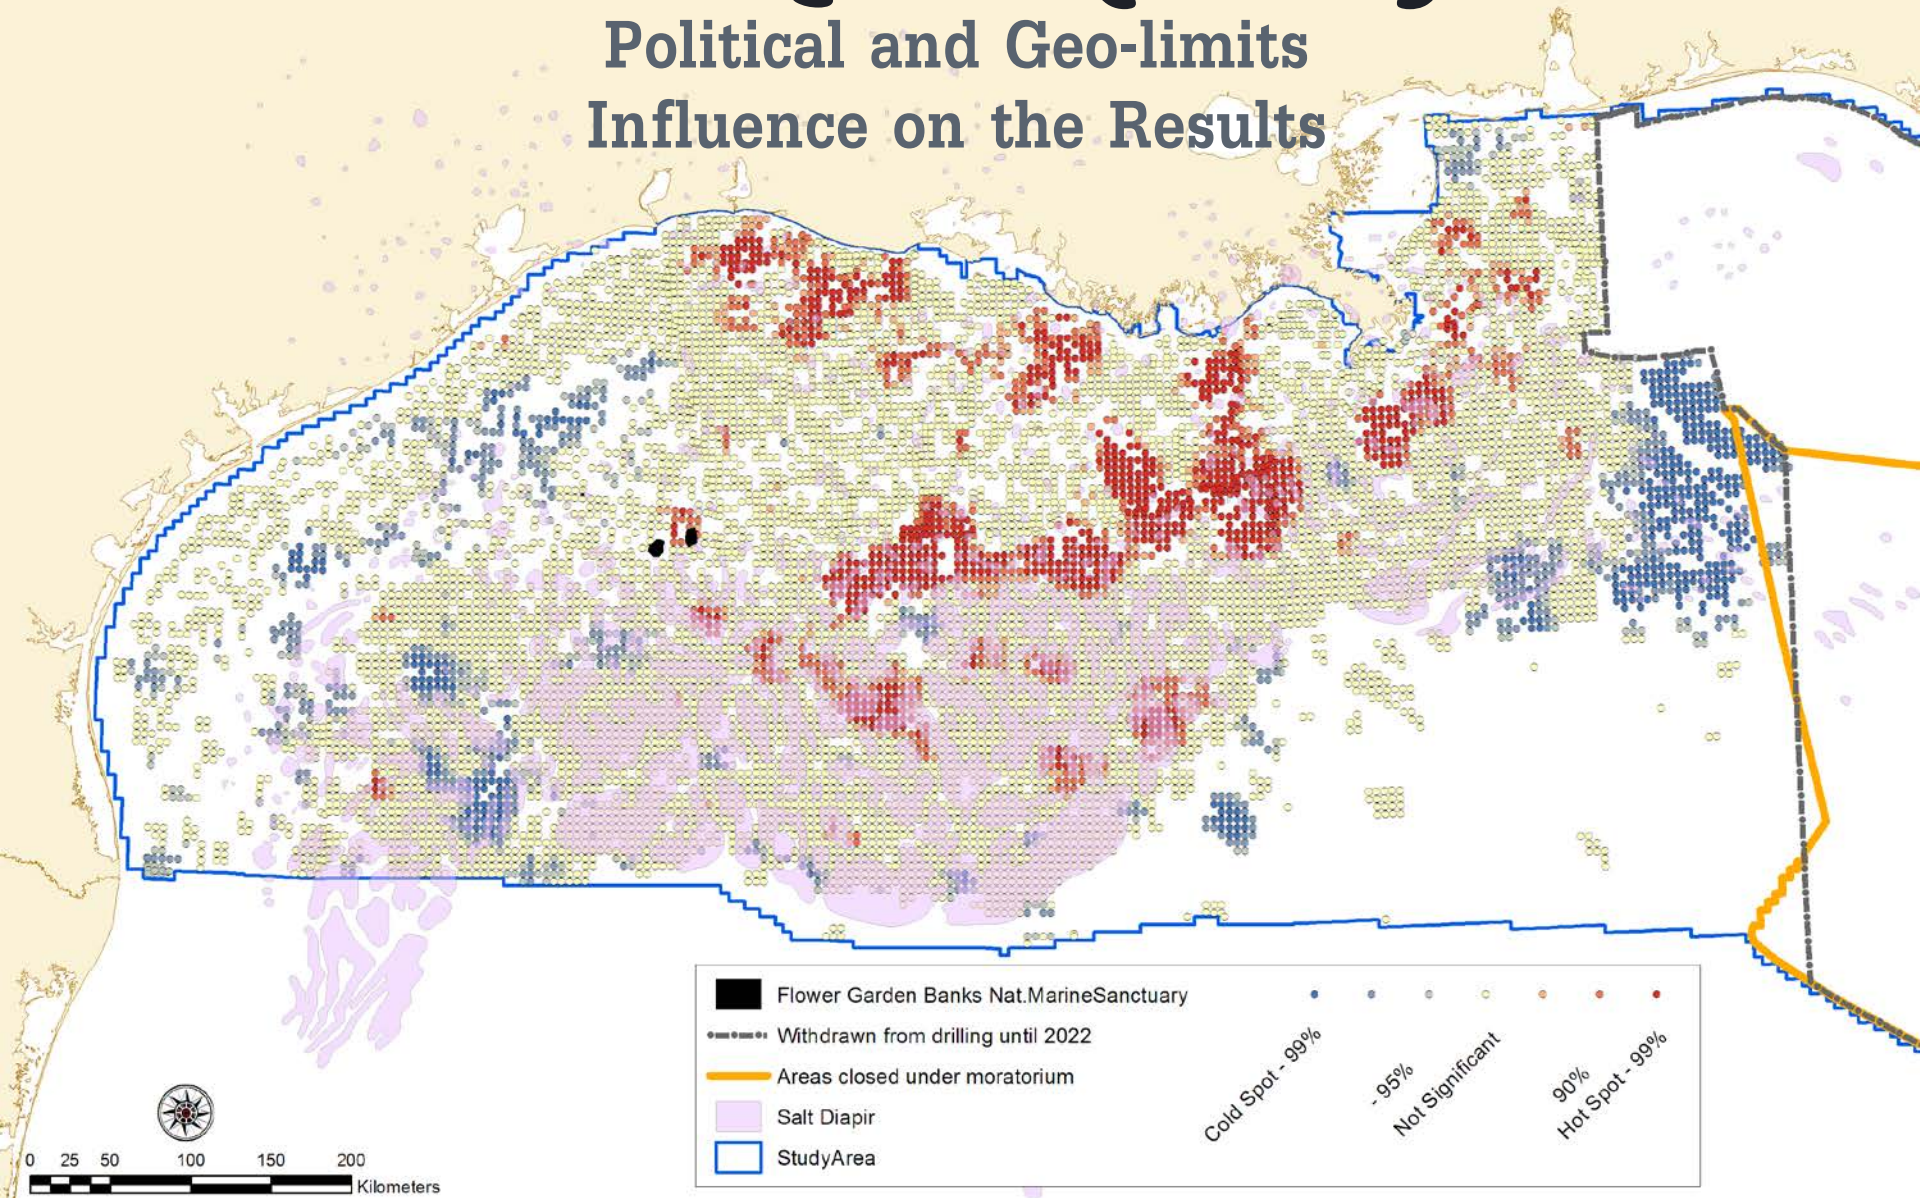 Political and Geo-limits
Influence on the Results
Flower Garden Banks Nat.MarineSanctuary
Withdrawn from drilling until 2022
Areas closed under moratorium
Salt Diapir
StudyArea
Cold Spot - 99%
- 95%
Not Significant
90%
Hot Spot - 99%
0 25 50 100 150 200
Kilometers